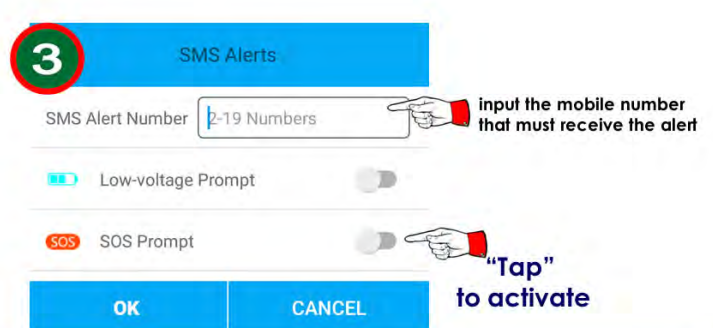 3
SMS Alerts
SMS Alert Number 2-19 Numbers
input the mobile number
that must receive the alert
Low-voltage Prompt
SOS SOS Prompt
“Tap”
to activate
OK CANCEL